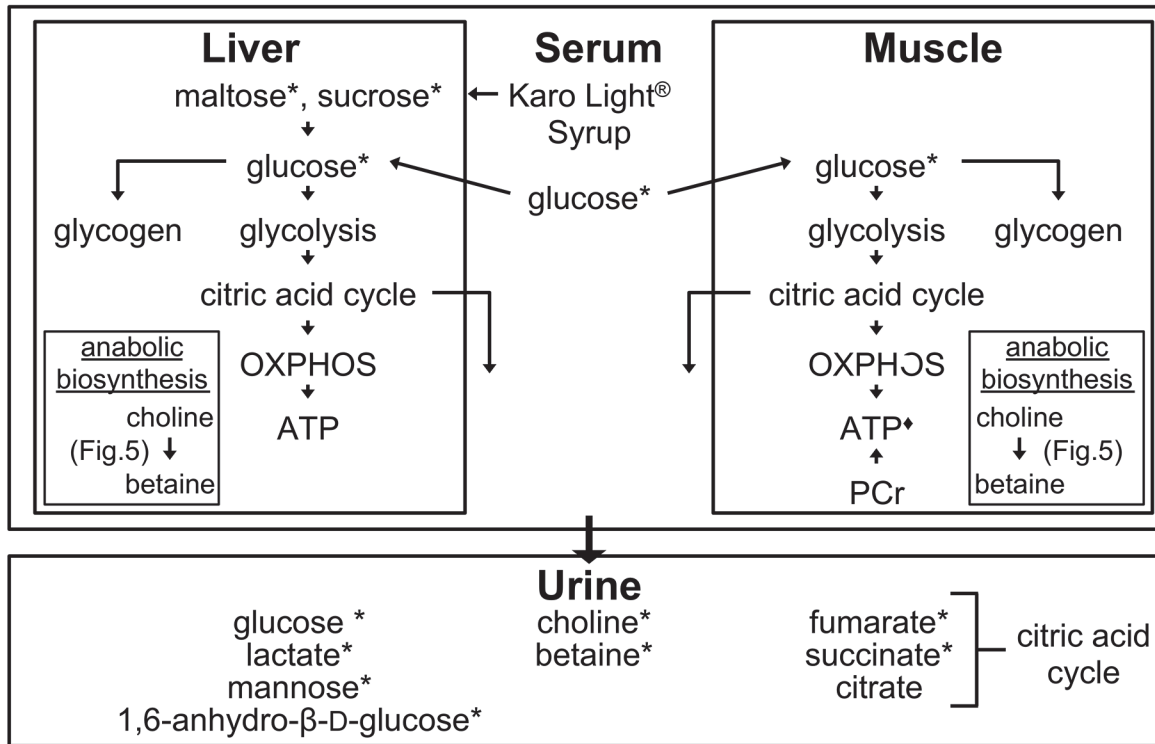 Liver
maltose*, sucrose*
glucose*
glycogen
glycolysis
citric acid cycle
OXPHOS
ATP
anabolic
biosynthesis
choline
(Fig.5)
betaine
Serum
Karo Light®
Syrup
glucose*
Muscle
glucose*
glycolysis
glycogen
citric acid cycle
OXPHƆS
ATP♦
PCr
anabolic
biosynthesis
choline
(Fig.5)
betaine
Urine
glucose *
lactate*
mannose*
1,6-anhydro-β-D-glucose*
choline*
betaine*
fumarate*
succinate*
citrate
citric acid
cycle